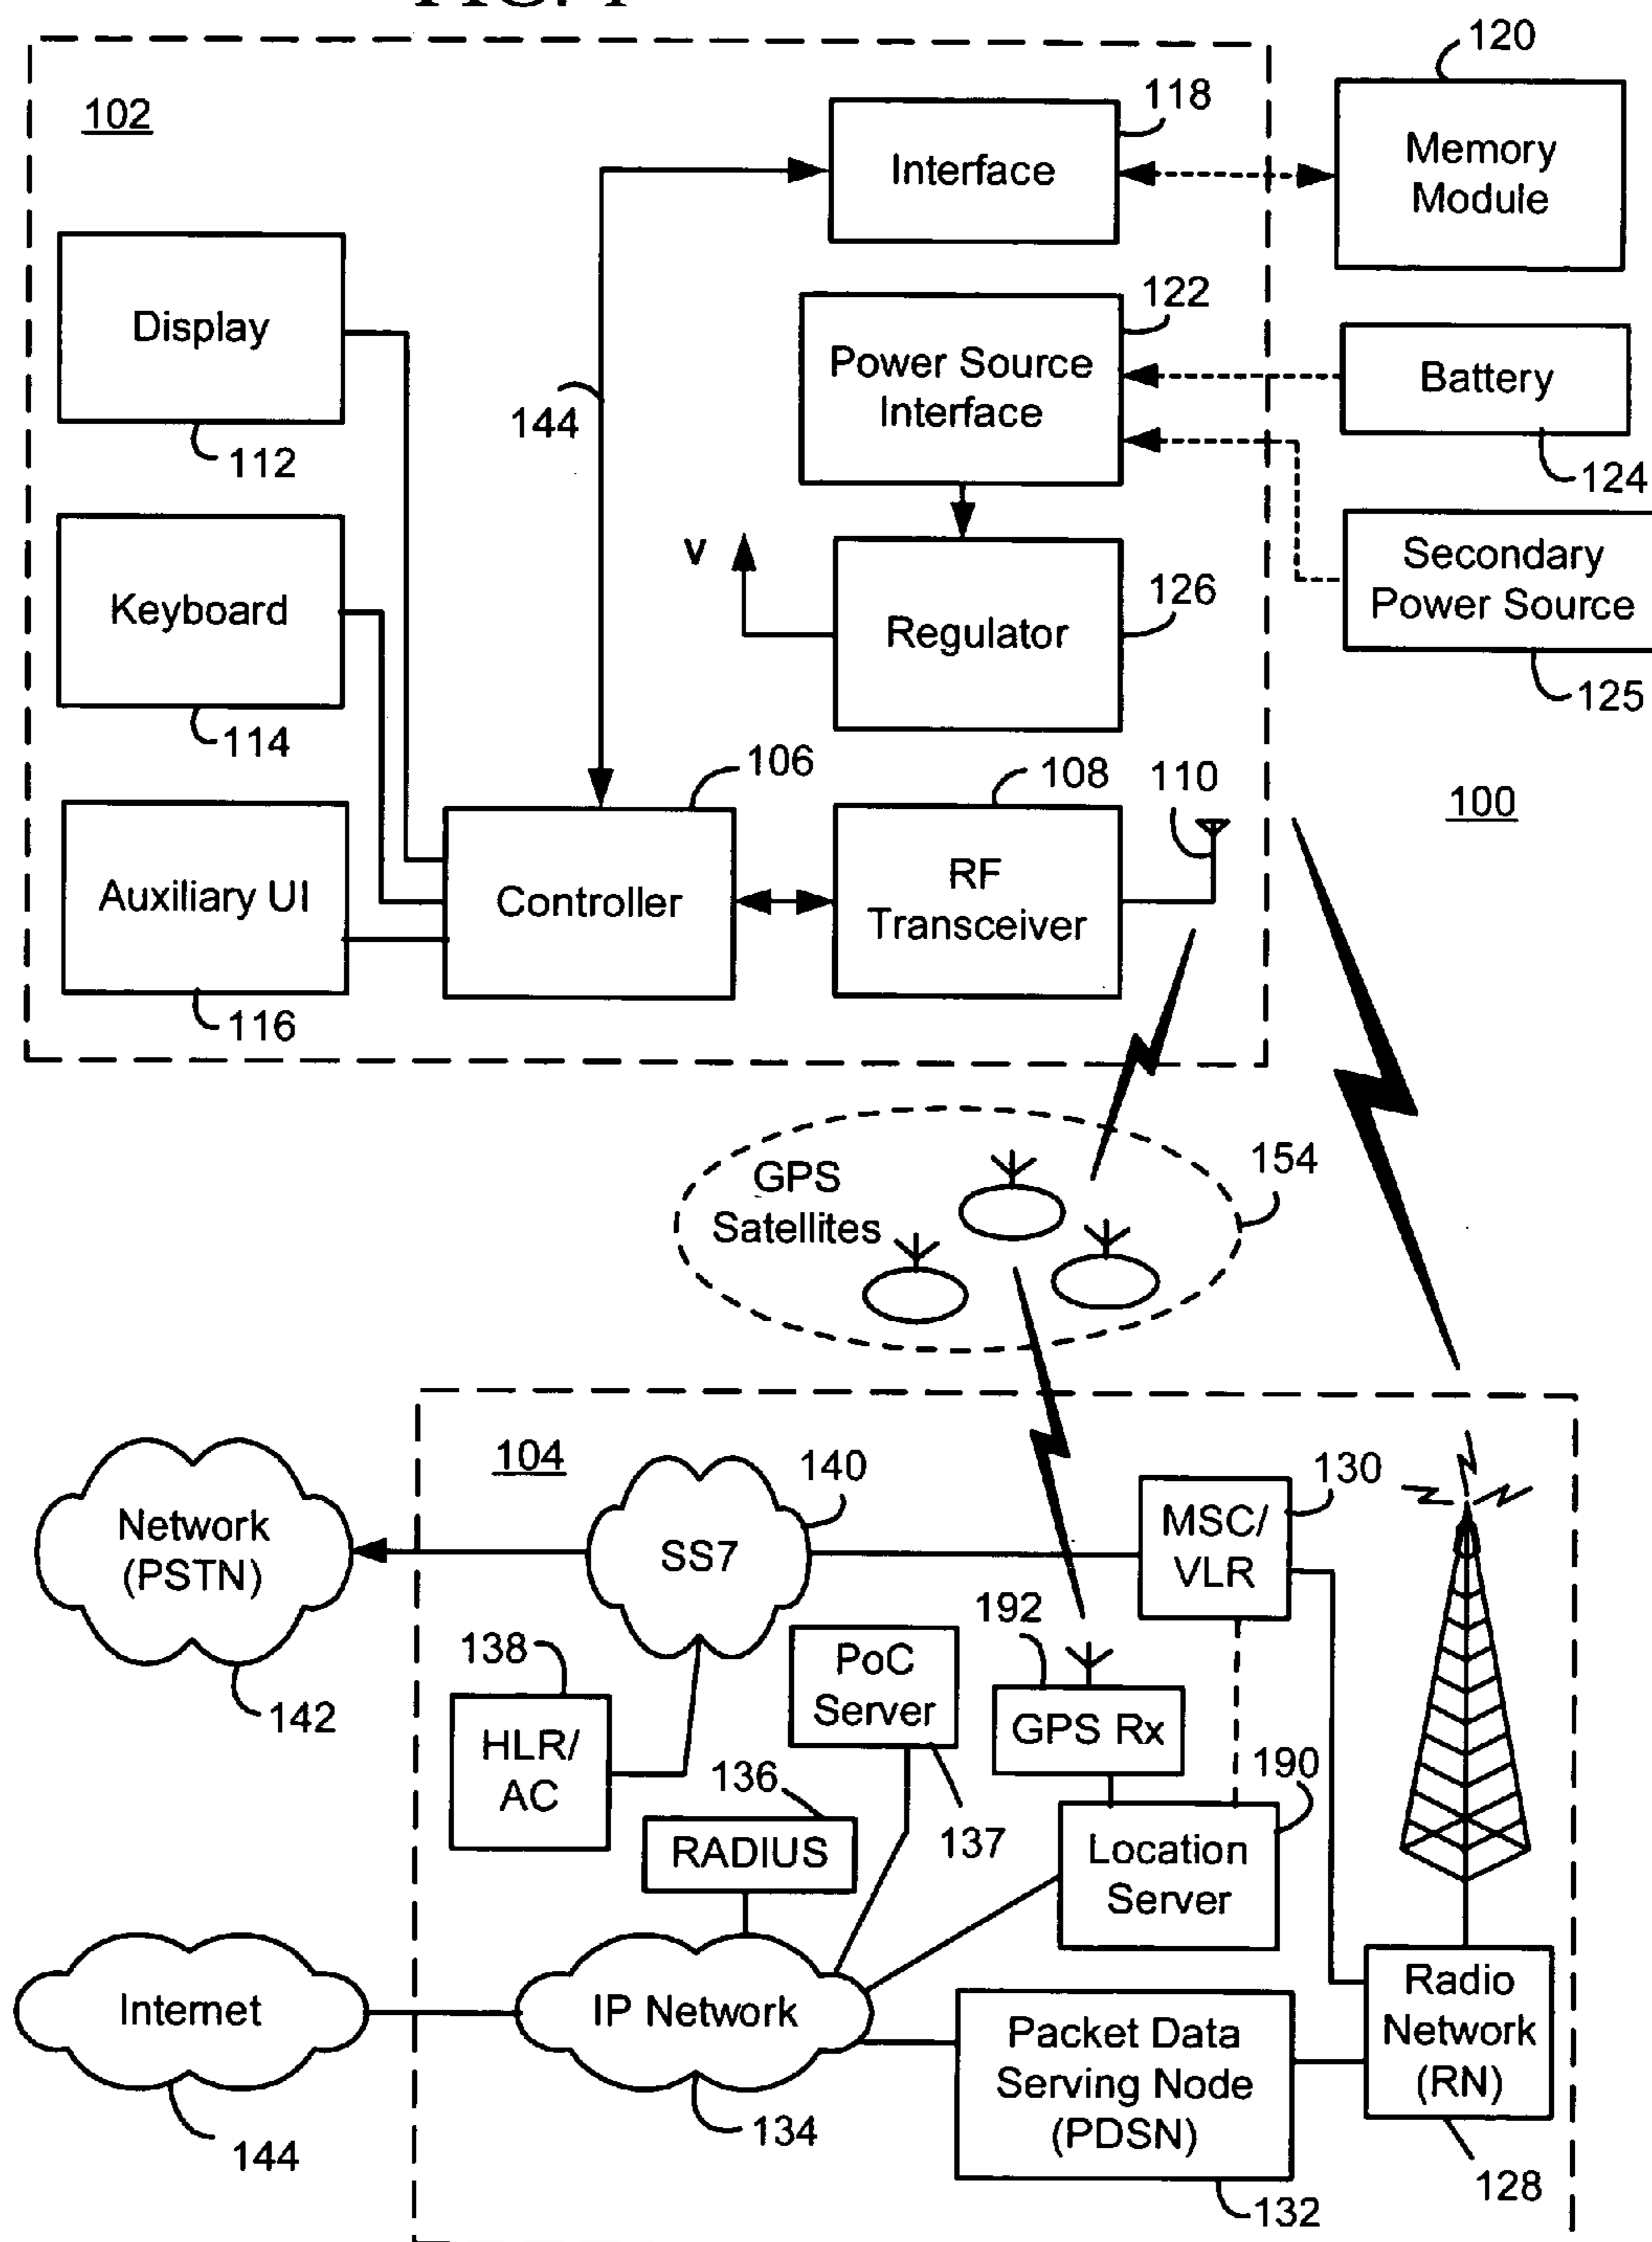 120
102
118
Interface
Memory
Module
Display
122
Power Source
Interface
Battery
144
112
124
Secondary
Power Source
V
Keyboard
126
Regulator
125
114
106
108
110
100
Auxiliary UI
Controller
RF
Transceiver
116
GPS
Satellites
154
104
140
130
Network
(PSTN)
SS7
MSC/
VLR
192
138
PoC
Server
142
HLR/
AC
GPS Rx
136
190
137
RADIUS
Location
Server
Internet
IP Network
Radio
Network
(RN)
Packet Data
Serving Node
(PDSN)
134
144
128
132